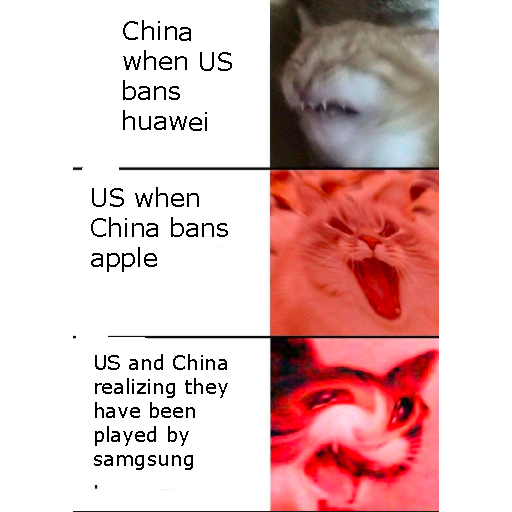 China
when US
bans
huawei
US when
China bans
apple
US and China
realizing they
have been
played by
samgsung